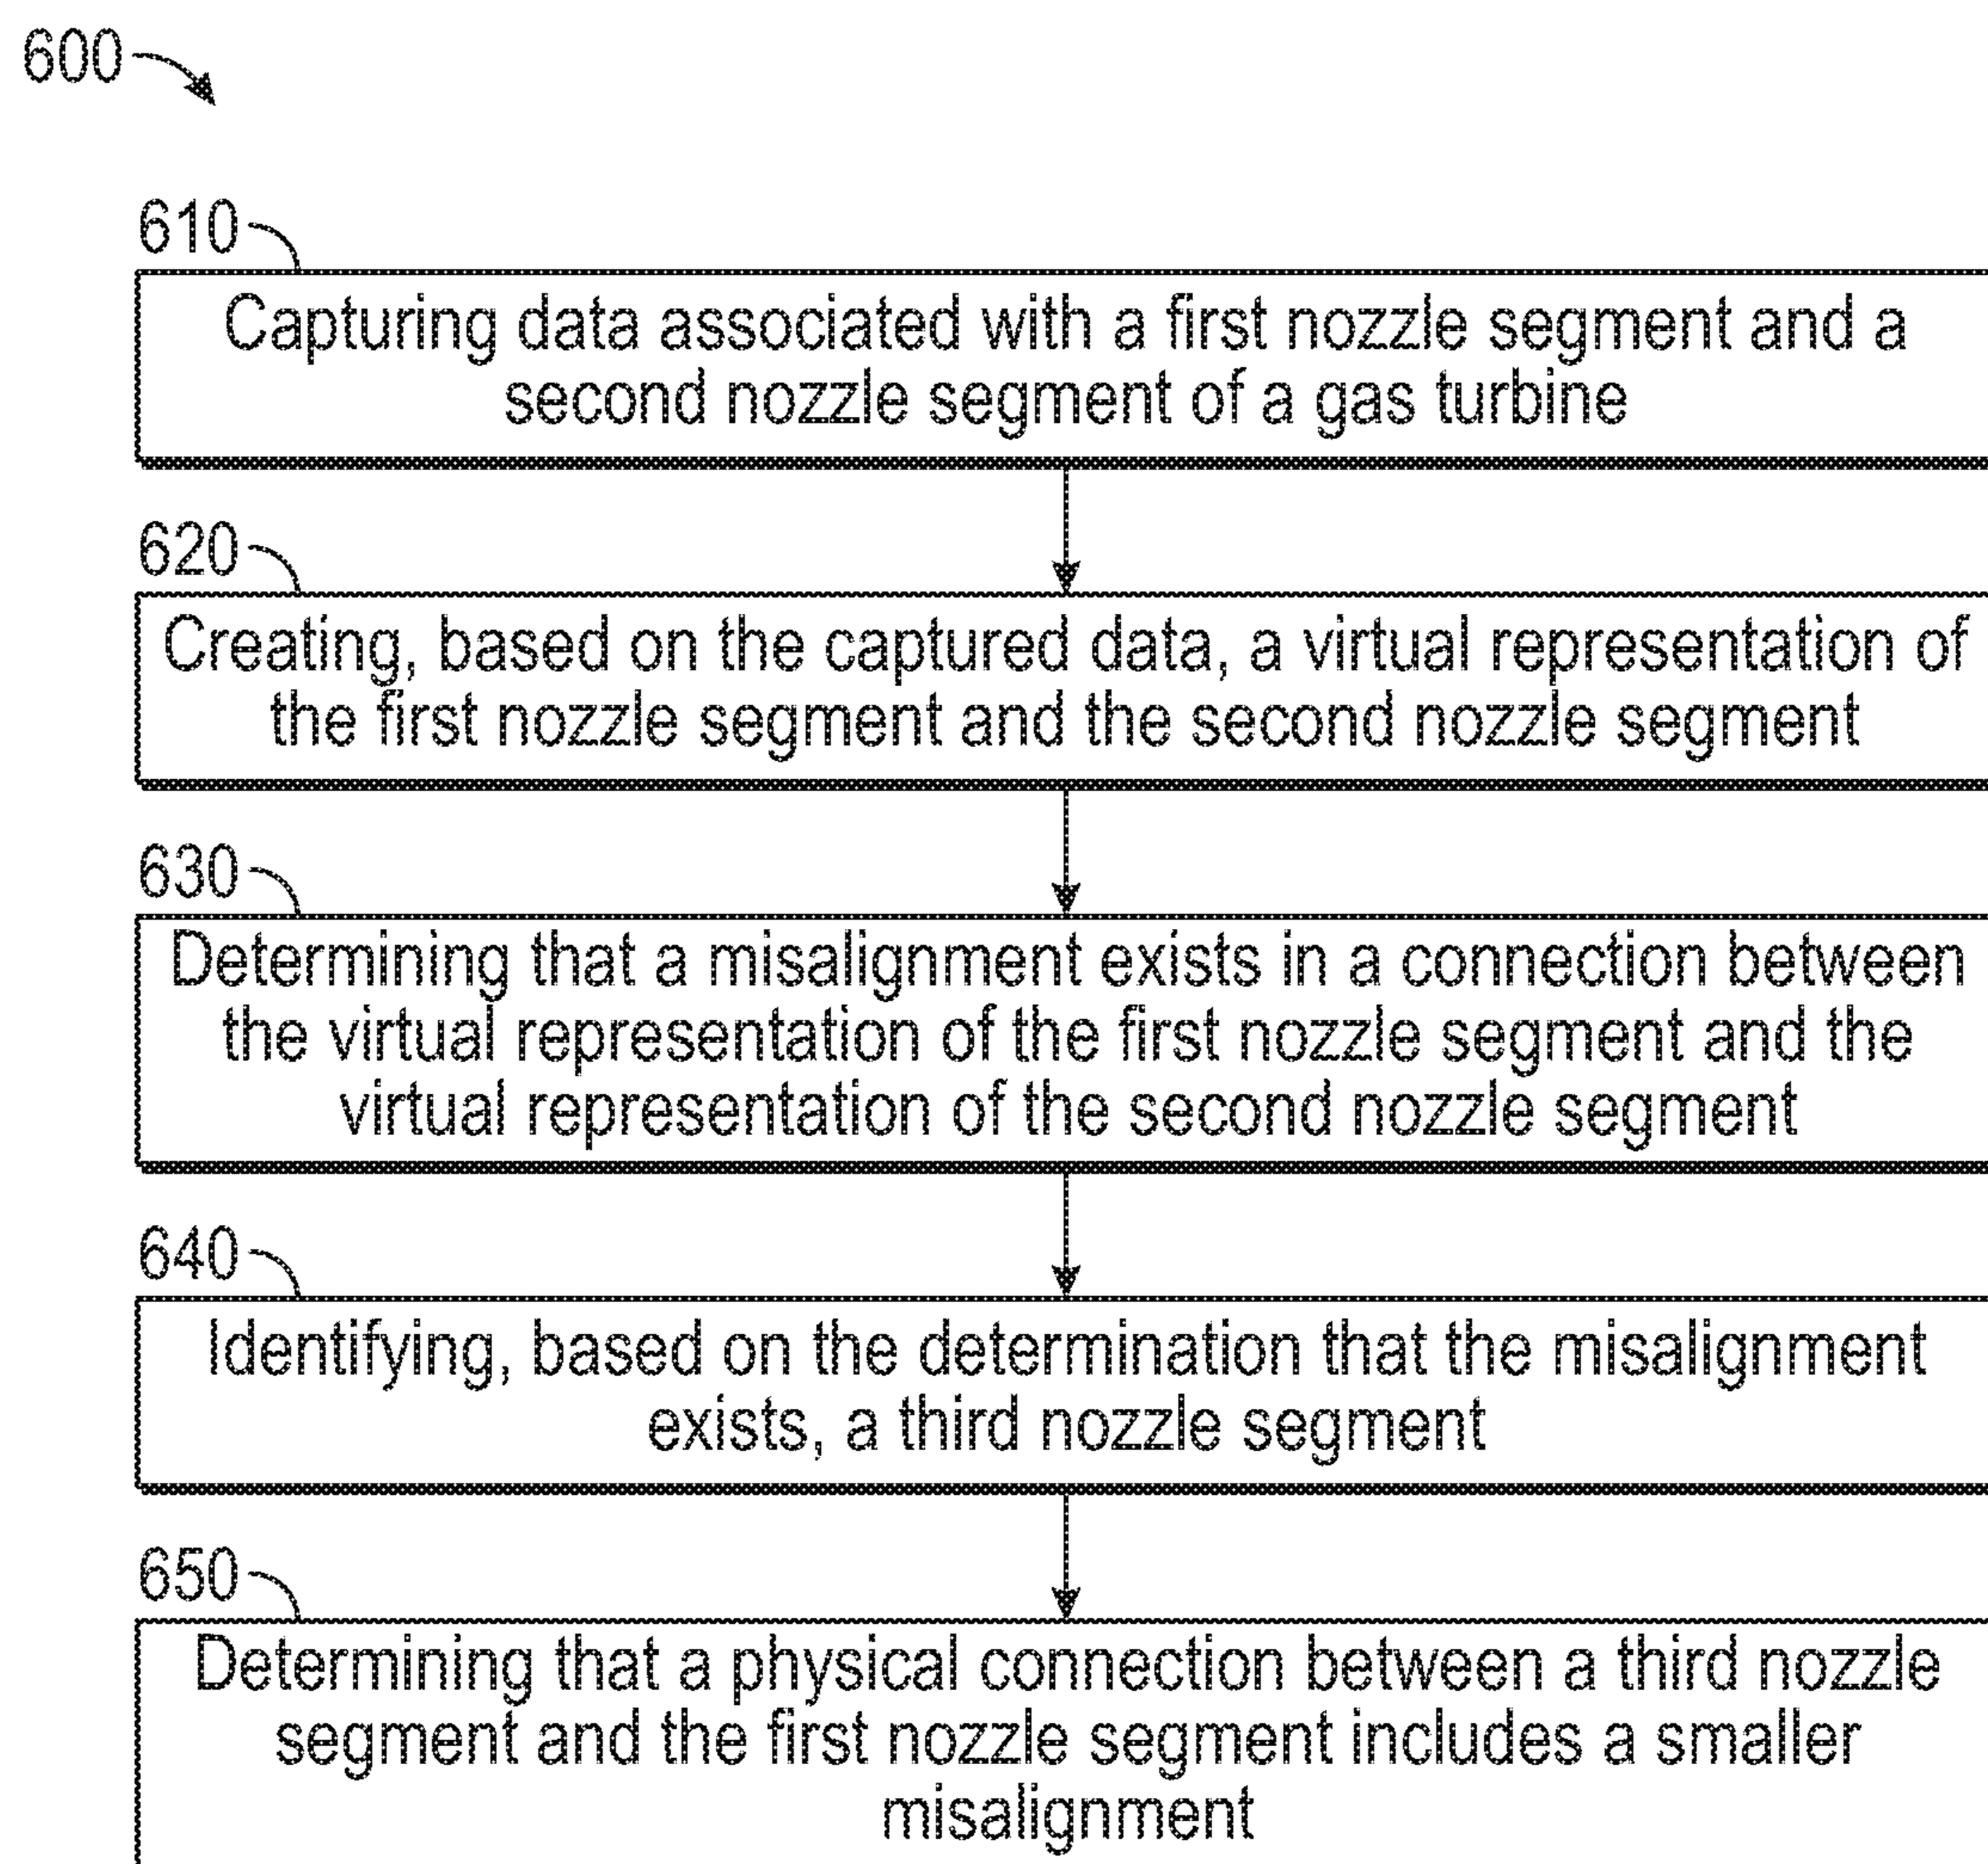 600
610
Capturing data associated with a first nozzle segment and a
second nozzle segment of a gas turbine
620
Creating, based on the captured data, a virtual representation of
the first nozzle segment and the second nozzle segment
630
Determining that a misalignment exists in a connection between
the virtual representation of the first nozzle segment and the
virtual representation of the second nozzle segment
640
Identifying, based on the determination that the misalignment
exists, a third nozzle segment
650
Determining that a physical connection between a third nozzle
segment and the first nozzle segment includes a smaller
misalignment